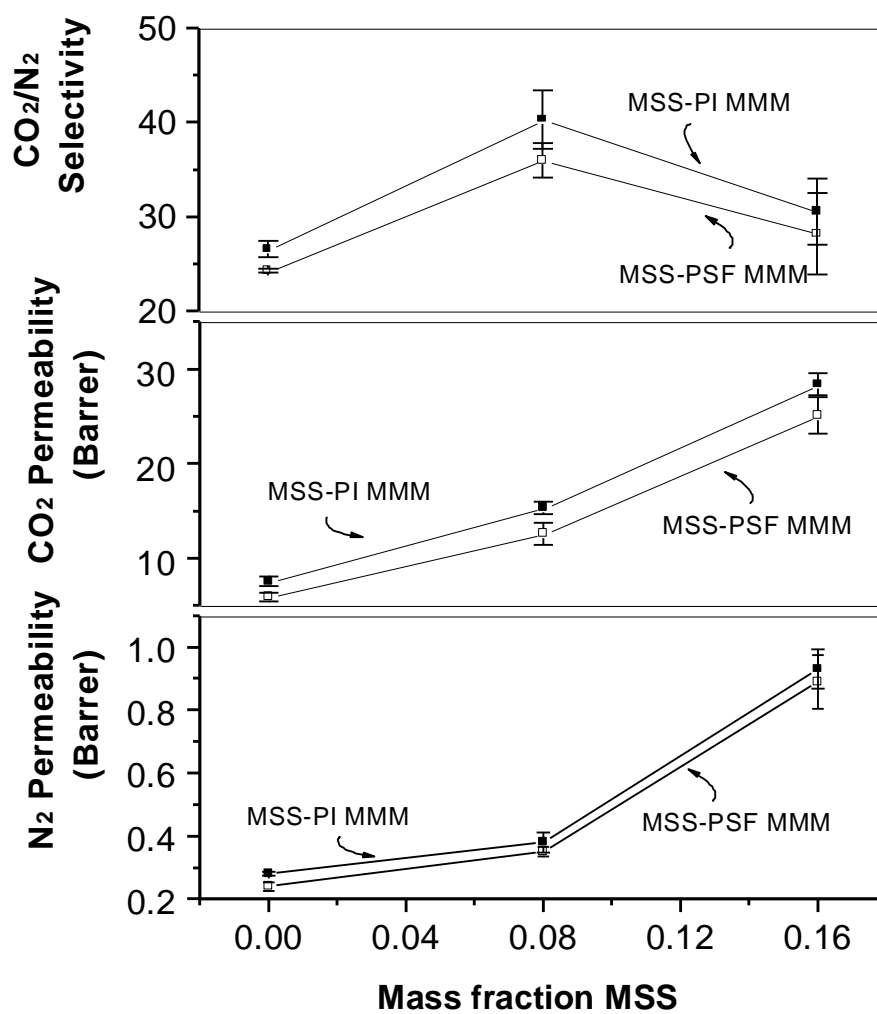 CO2/N2
Selectivity
50
40
30
20
MSS-PI MMM
MSS-PSF MMM
CO2 Permeability
(Barrer)
30
20
10
MSS-PI MMM
MSS-PSF MMM
N2 Permeability
(Barrer)
1.0
0.8
0.6
0.4
0.2
MSS-PI MMM
MSS-PSF MMM
0.00 0.04 0.08 0.12 0.16
Mass fraction MSS